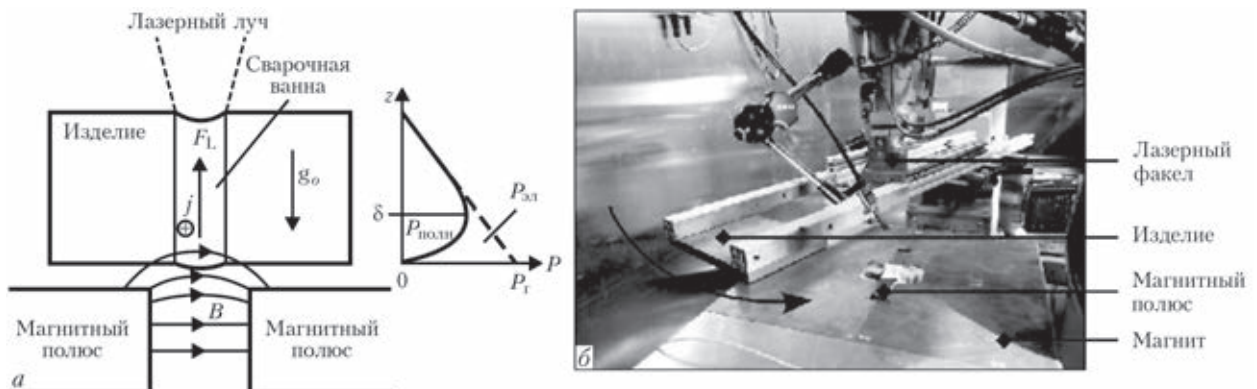 Лазерный луч
Сварочная
ванна
z
Изделие
F_L
g_o
j
P_эл
δ
P_полн
0
P_г
P
B
Магнитный
полюс
Магнитный
полюс
а
Лазерный
факел
Изделие
Магнитный
полюс
Магнит
б